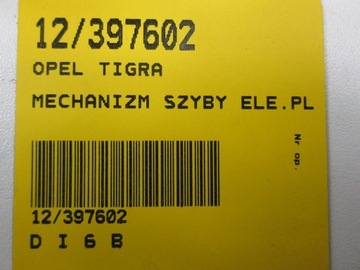 12/397602
OPEL TIGRA
MECHANIZM SZYBY ELE.PL
Nr op.
12/397602
D I 6 B